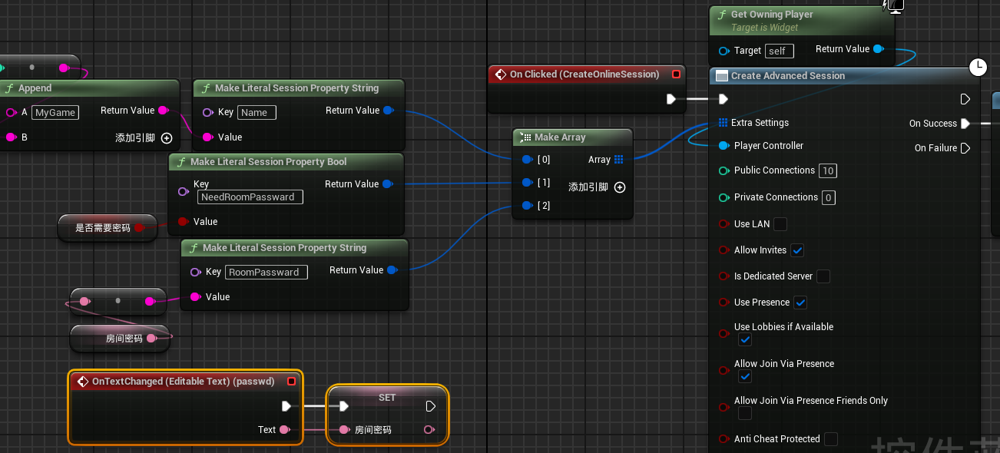 Get Owning Player
Target is Widget
Target
self
Return Value
Append
A
MyGame
Return Value
B
添加引脚
Make Literal Session Property String
Key
Name
Return Value
Value
On Clicked (CreateOnlineSession)
Create Advanced Session
Extra Settings
On Success
Player Controller
On Failure
Public Connections
10
Private Connections
0
Use LAN
Allow Invites
Is Dedicated Server
Use Presence
Use Lobbies if Available
Allow Join Via Presence
Allow Join Via Presence Friends Only
Anti Cheat Protected
Make Array
[0]
Array
[1]
添加引脚
[2]
Make Literal Session Property Bool
Key
NeedRoomPassward
Return Value
Value
是否需要密码
Make Literal Session Property String
Key
RoomPassward
Return Value
Value
房间密码
OnTextChanged (Editable Text) (passwd)
Text
SET
房间密码